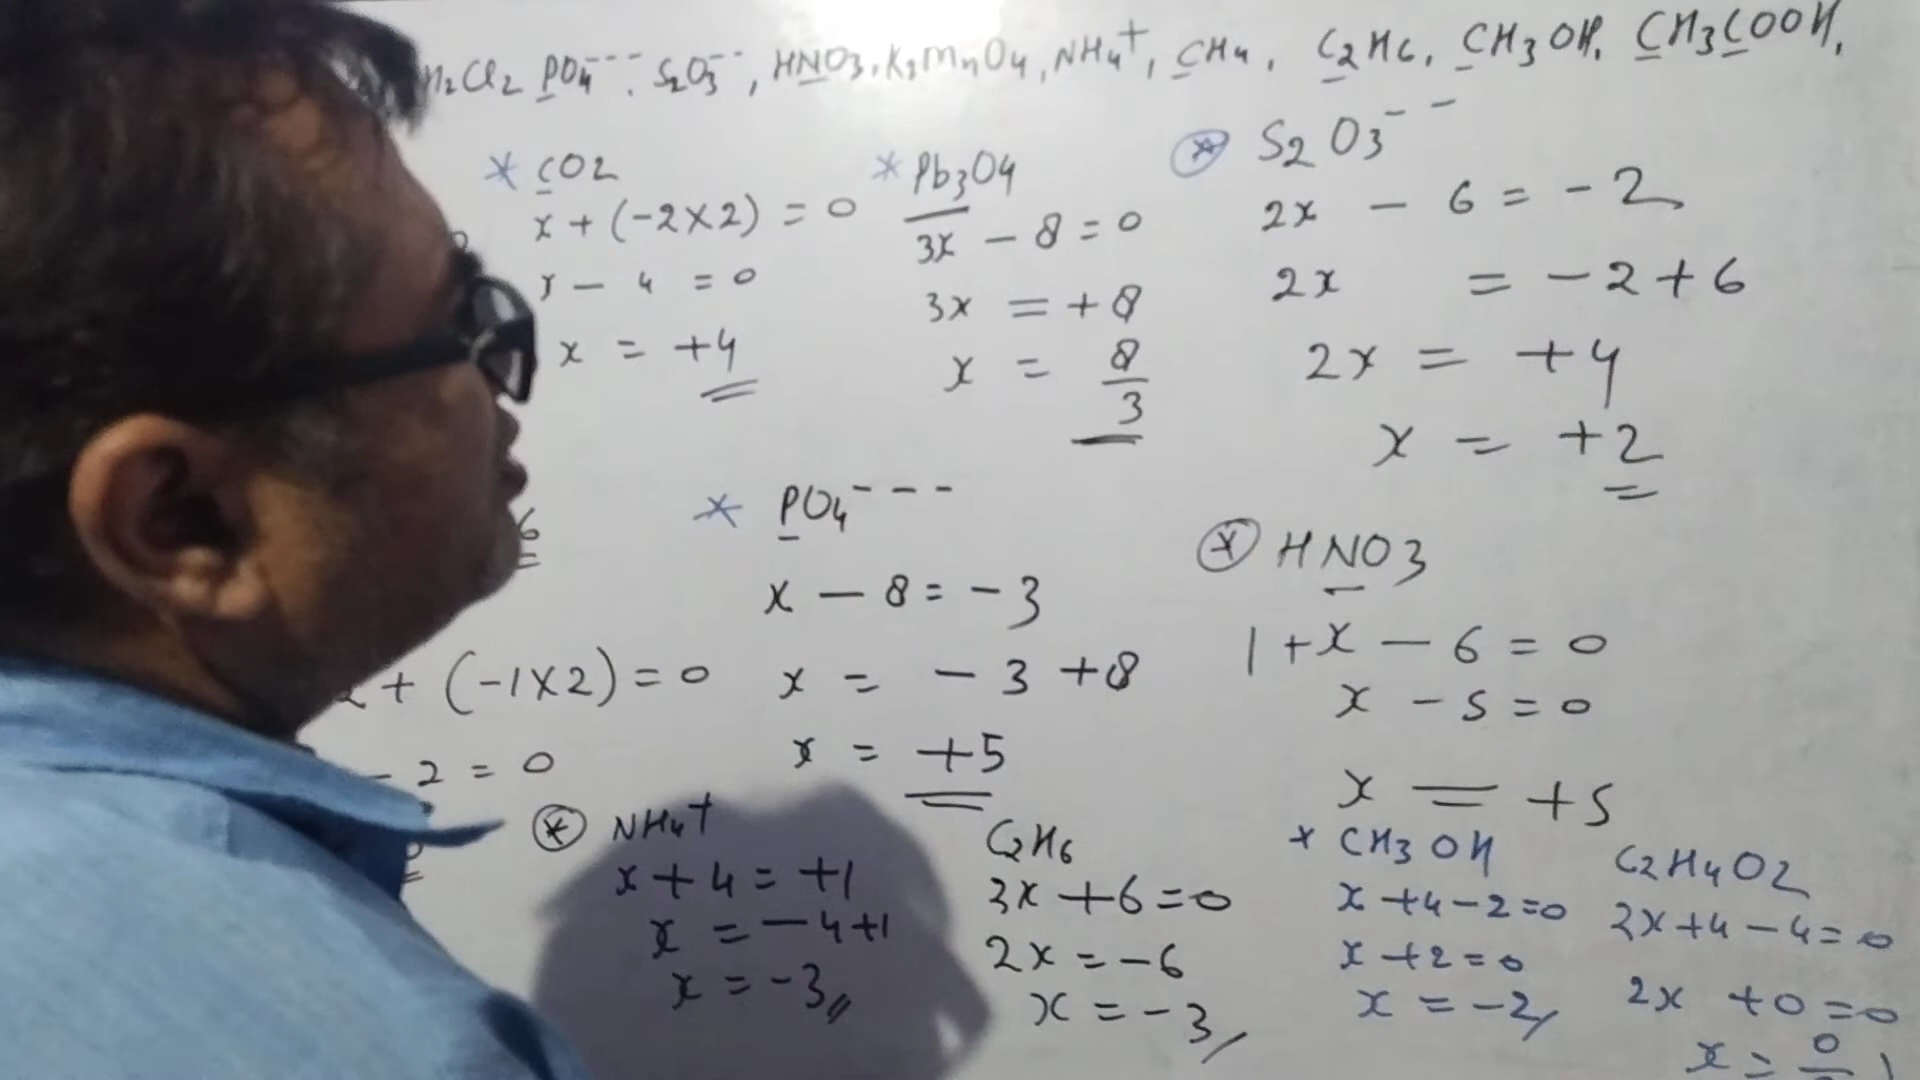 Cl2 PO4---. S2O3--, HNO3. K2MnO4, NH4+, CH4, C2H6, CH3OH, CH3COOH,
* CO2
x + (-2x2) = 0
x - 4 = 0
x = +4
* Pb3O4
3x - 8 = 0
3x = +8
x = 8/3
* S2O3--
2x - 6 = -2
2x = -2+6
2x = +4
x = +2
6
+ (-1x2) = 0
- 2 = 0
* PO4---
x - 8 = -3
x = -3 +8
x = +5
* HNO3
1+x - 6 = 0
x - 5 = 0
x = +5
* NH4+
x+4 = +1
x = -4+1
x = -3
C2H6
3x +6=0
2x = -6
x = -3
* CH3OH
x +4-2=0
x +2=0
x = -2
C2H4O2
2x+4-4=0
2x +0=0
x = 0